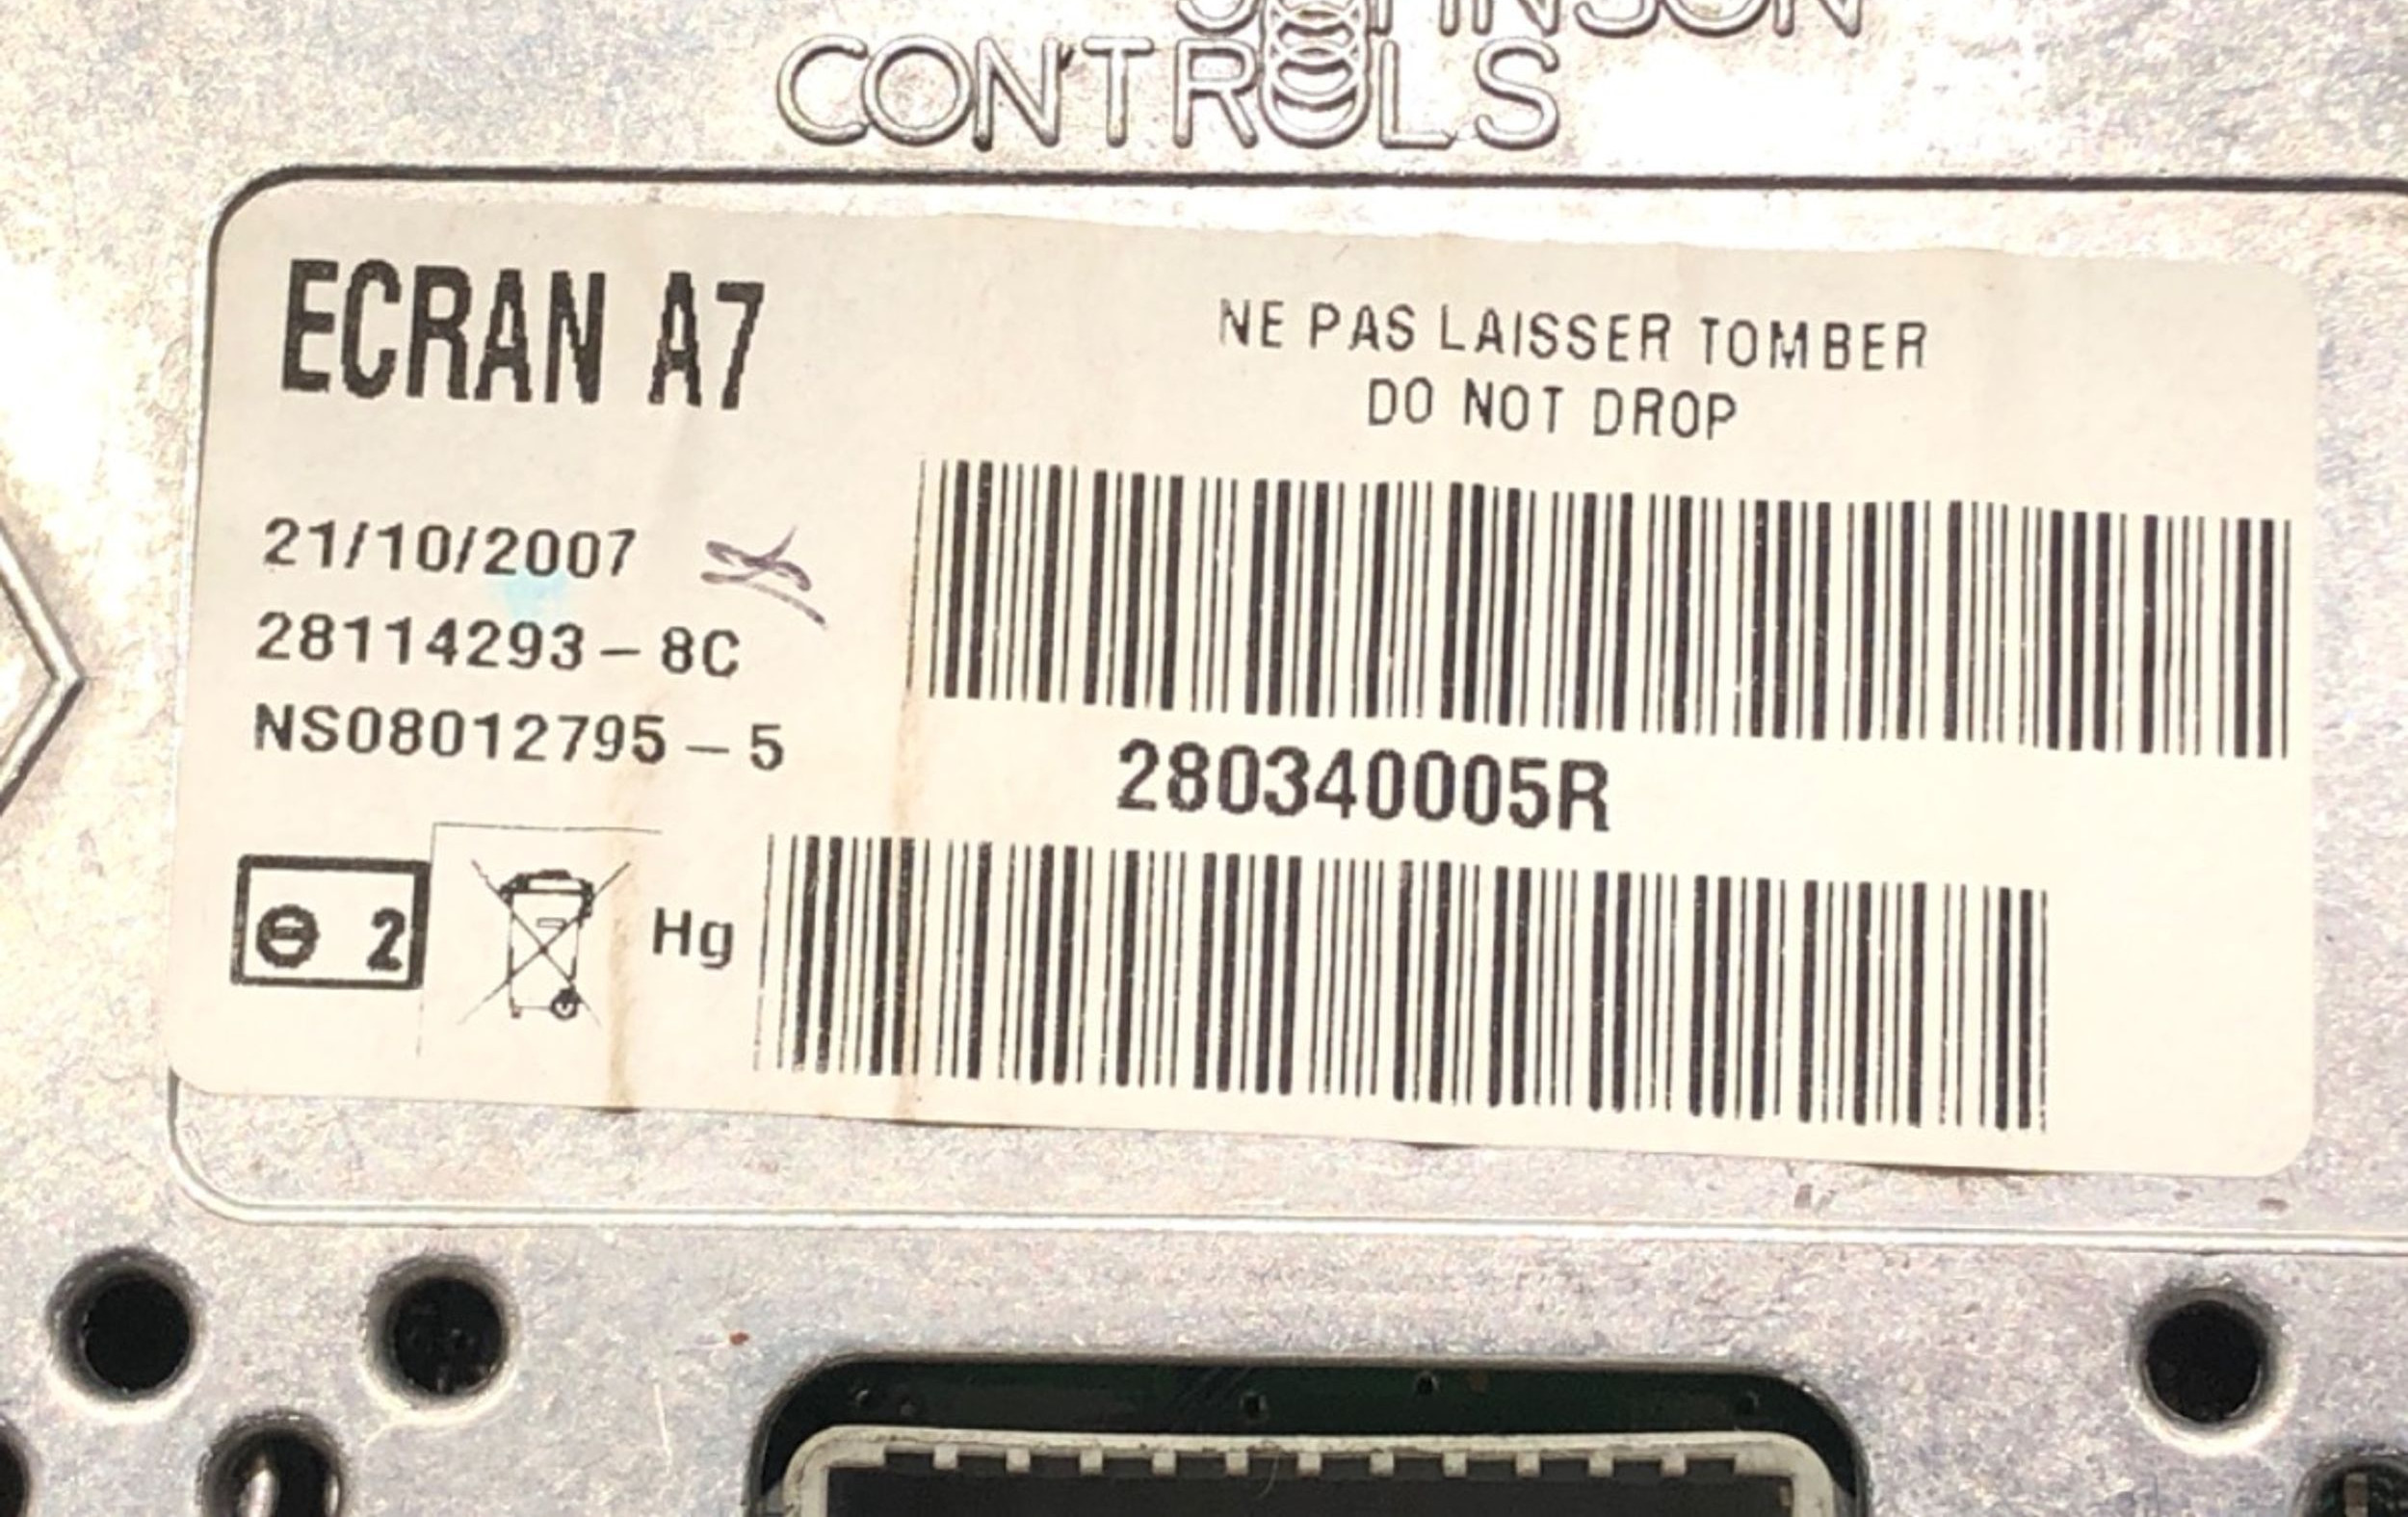 JOHNSON
CONTROLS
ECRAN A7
NE PAS LAISSER TOMBER
DO NOT DROP
21/10/2007
28114293-8C
NS08012795-5
280340005R
2
Hg